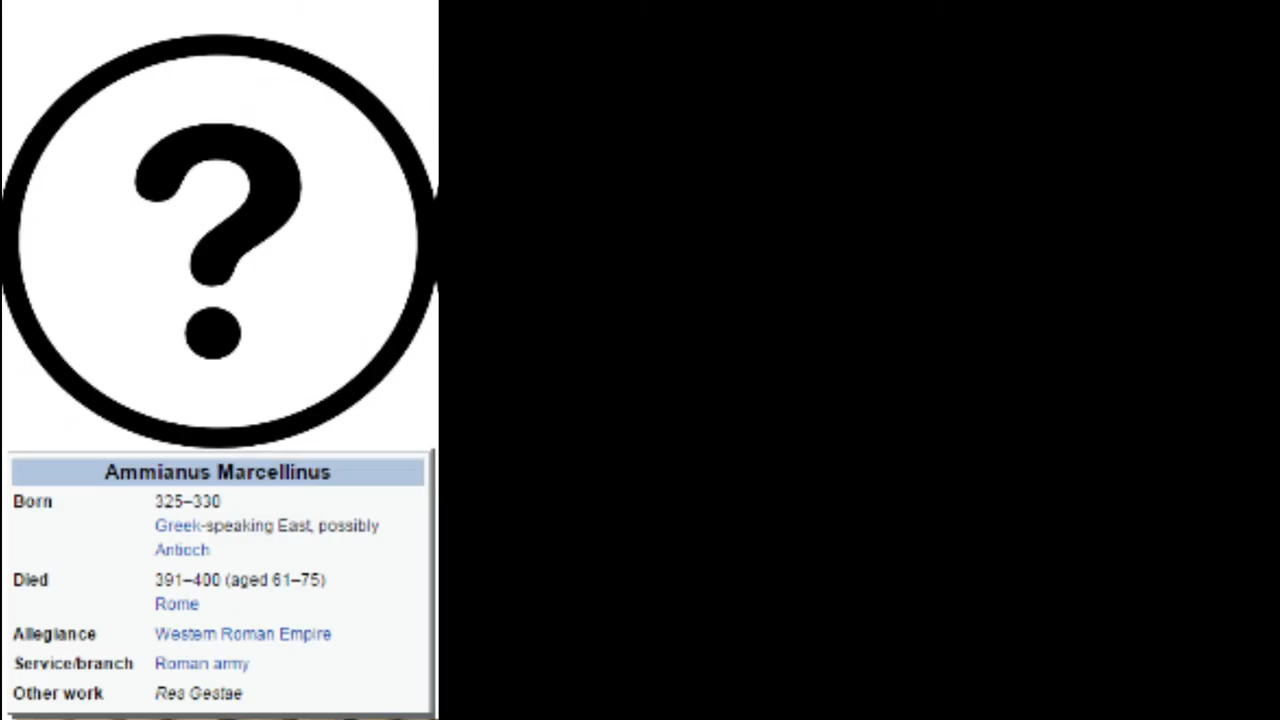 ?
Ammianus Marcellinus
Born 325–330
Greek-speaking East, possibly
Antioch
Died 391–400 (aged 61–75)
Rome
Allegiance Western Roman Empire
Service/branch Roman army
Other work Res Gestae